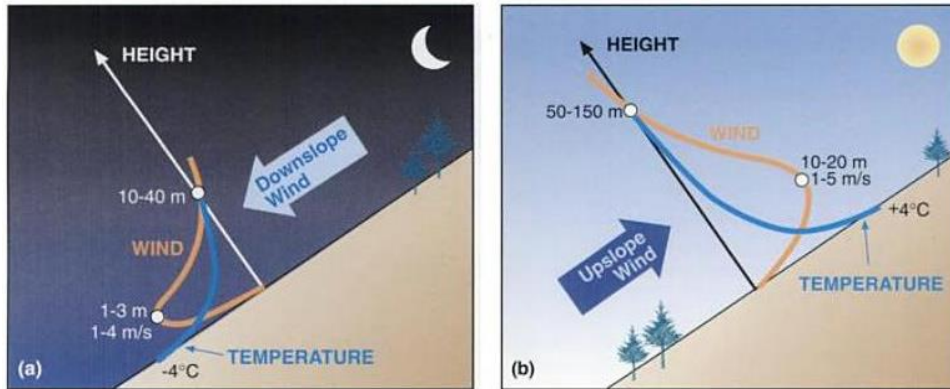 HEIGHT
10-40 m
Downslope
Wind
WIND
1-3 m
1-4 m/s
TEMPERATURE
-4°C
(a)
HEIGHT
50-150 m
WIND
10-20 m
1-5 m/s
+4°C
Upslope
Wind
TEMPERATURE
(b)